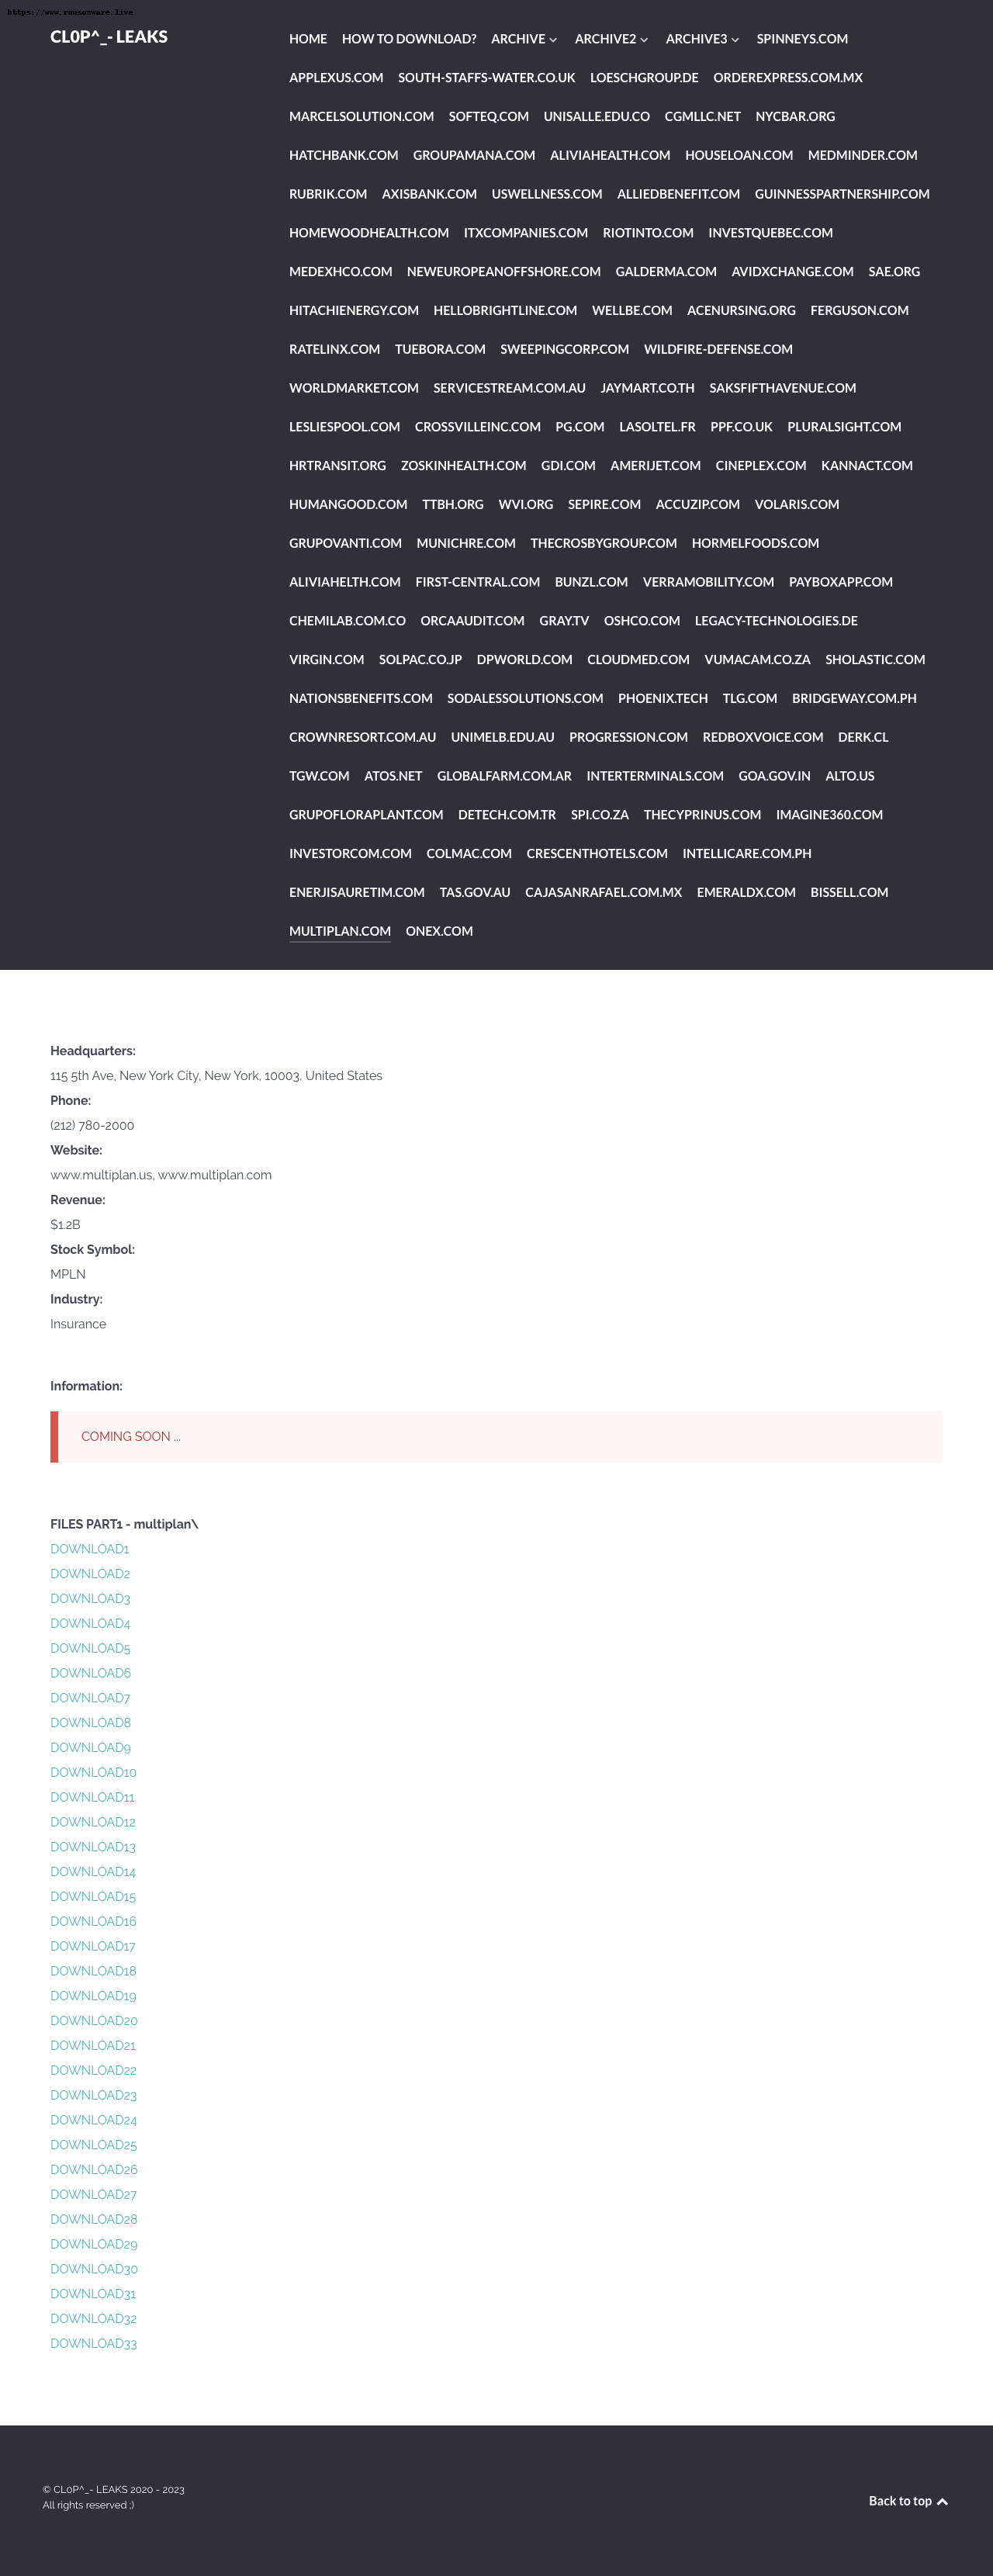 https://www.ransomware.live
CL0P^_- LEAKS
HOME HOW TO DOWNLOAD? ARCHIVE ARCHIVE2 ARCHIVE3 SPINNEYS.COM
APPLEXUS.COM SOUTH-STAFFS-WATER.CO.UK LOESCHGROUP.DE ORDEREXPRESS.COM.MX
MARCELSOLUTION.COM SOFTEQ.COM UNISALLE.EDU.CO CGMLLC.NET NYCBAR.ORG
HATCHBANK.COM GROUPAMANA.COM ALIVIAHEALTH.COM HOUSELOAN.COM MEDMINDER.COM
RUBRIK.COM AXISBANK.COM USWELLNESS.COM ALLIEDBENEFIT.COM GUINNESSPARTNERSHIP.COM
HOMEWOODHEALTH.COM ITXCOMPANIES.COM RIOTINTO.COM INVESTQUEBEC.COM
MEDEXHCO.COM NEWEUROPEANOFFSHORE.COM GALDERMA.COM AVIDXCHANGE.COM SAE.ORG
HITACHIENERGY.COM HELLOBRIGHTLINE.COM WELLBE.COM ACENURSING.ORG FERGUSON.COM
RATELINX.COM TUEBORA.COM SWEEPINGCORP.COM WILDFIRE-DEFENSE.COM
WORLDMARKET.COM SERVICESTREAM.COM.AU JAYMART.CO.TH SAKSFIFTHAVENUE.COM
LESLIESPOOL.COM CROSSVILLEINC.COM PG.COM LASOLTEL.FR PPF.CO.UK PLURALSIGHT.COM
HRTRANSIT.ORG ZOSKINHEALTH.COM GDI.COM AMERIJET.COM CINEPLEX.COM KANNACT.COM
HUMANGOOD.COM TTBH.ORG WVI.ORG SEPIRE.COM ACCUZIP.COM VOLARIS.COM
GRUPOVANTI.COM MUNICHRE.COM THECROSBYGROUP.COM HORMELFOODS.COM
ALIVIAHELTH.COM FIRST-CENTRAL.COM BUNZL.COM VERRAMOBILITY.COM PAYBOXAPP.COM
CHEMILAB.COM.CO ORCAAUDIT.COM GRAY.TV OSHCO.COM LEGACY-TECHNOLOGIES.DE
VIRGIN.COM SOLPAC.CO.JP DPWORLD.COM CLOUDMED.COM VUMACAM.CO.ZA SHOLASTIC.COM
NATIONSBENEFITS.COM SODALESSOLUTIONS.COM PHOENIX.TECH TLG.COM BRIDGEWAY.COM.PH
CROWNRESORT.COM.AU UNIMELB.EDU.AU PROGRESSION.COM REDBOXVOICE.COM DERK.CL
TGW.COM ATOS.NET GLOBALFARM.COM.AR INTERTERMINALS.COM GOA.GOV.IN ALTO.US
GRUPOFLORAPLANT.COM DETECH.COM.TR SPI.CO.ZA THECYPRINUS.COM IMAGINE360.COM
INVESTORCOM.COM COLMAC.COM CRESCENTHOTELS.COM INTELLICARE.COM.PH
ENERJISAURETIM.COM TAS.GOV.AU CAJASANRAFAEL.COM.MX EMERALDX.COM BISSELL.COM
MULTIPLAN.COM ONEX.COM
Headquarters:
115 5th Ave, New York City, New York, 10003, United States
Phone:
(212) 780-2000
Website:
www.multiplan.us, www.multiplan.com
Revenue:
$1.2B
Stock Symbol:
MPLN
Industry:
Insurance
Information:
COMING SOON ...
FILES PART1 - multiplan\
DOWNLOAD1
DOWNLOAD2
DOWNLOAD3
DOWNLOAD4
DOWNLOAD5
DOWNLOAD6
DOWNLOAD7
DOWNLOAD8
DOWNLOAD9
DOWNLOAD10
DOWNLOAD11
DOWNLOAD12
DOWNLOAD13
DOWNLOAD14
DOWNLOAD15
DOWNLOAD16
DOWNLOAD17
DOWNLOAD18
DOWNLOAD19
DOWNLOAD20
DOWNLOAD21
DOWNLOAD22
DOWNLOAD23
DOWNLOAD24
DOWNLOAD25
DOWNLOAD26
DOWNLOAD27
DOWNLOAD28
DOWNLOAD29
DOWNLOAD30
DOWNLOAD31
DOWNLOAD32
DOWNLOAD33
© CL0P^_- LEAKS 2020 - 2023
All rights reserved ;)
Back to top